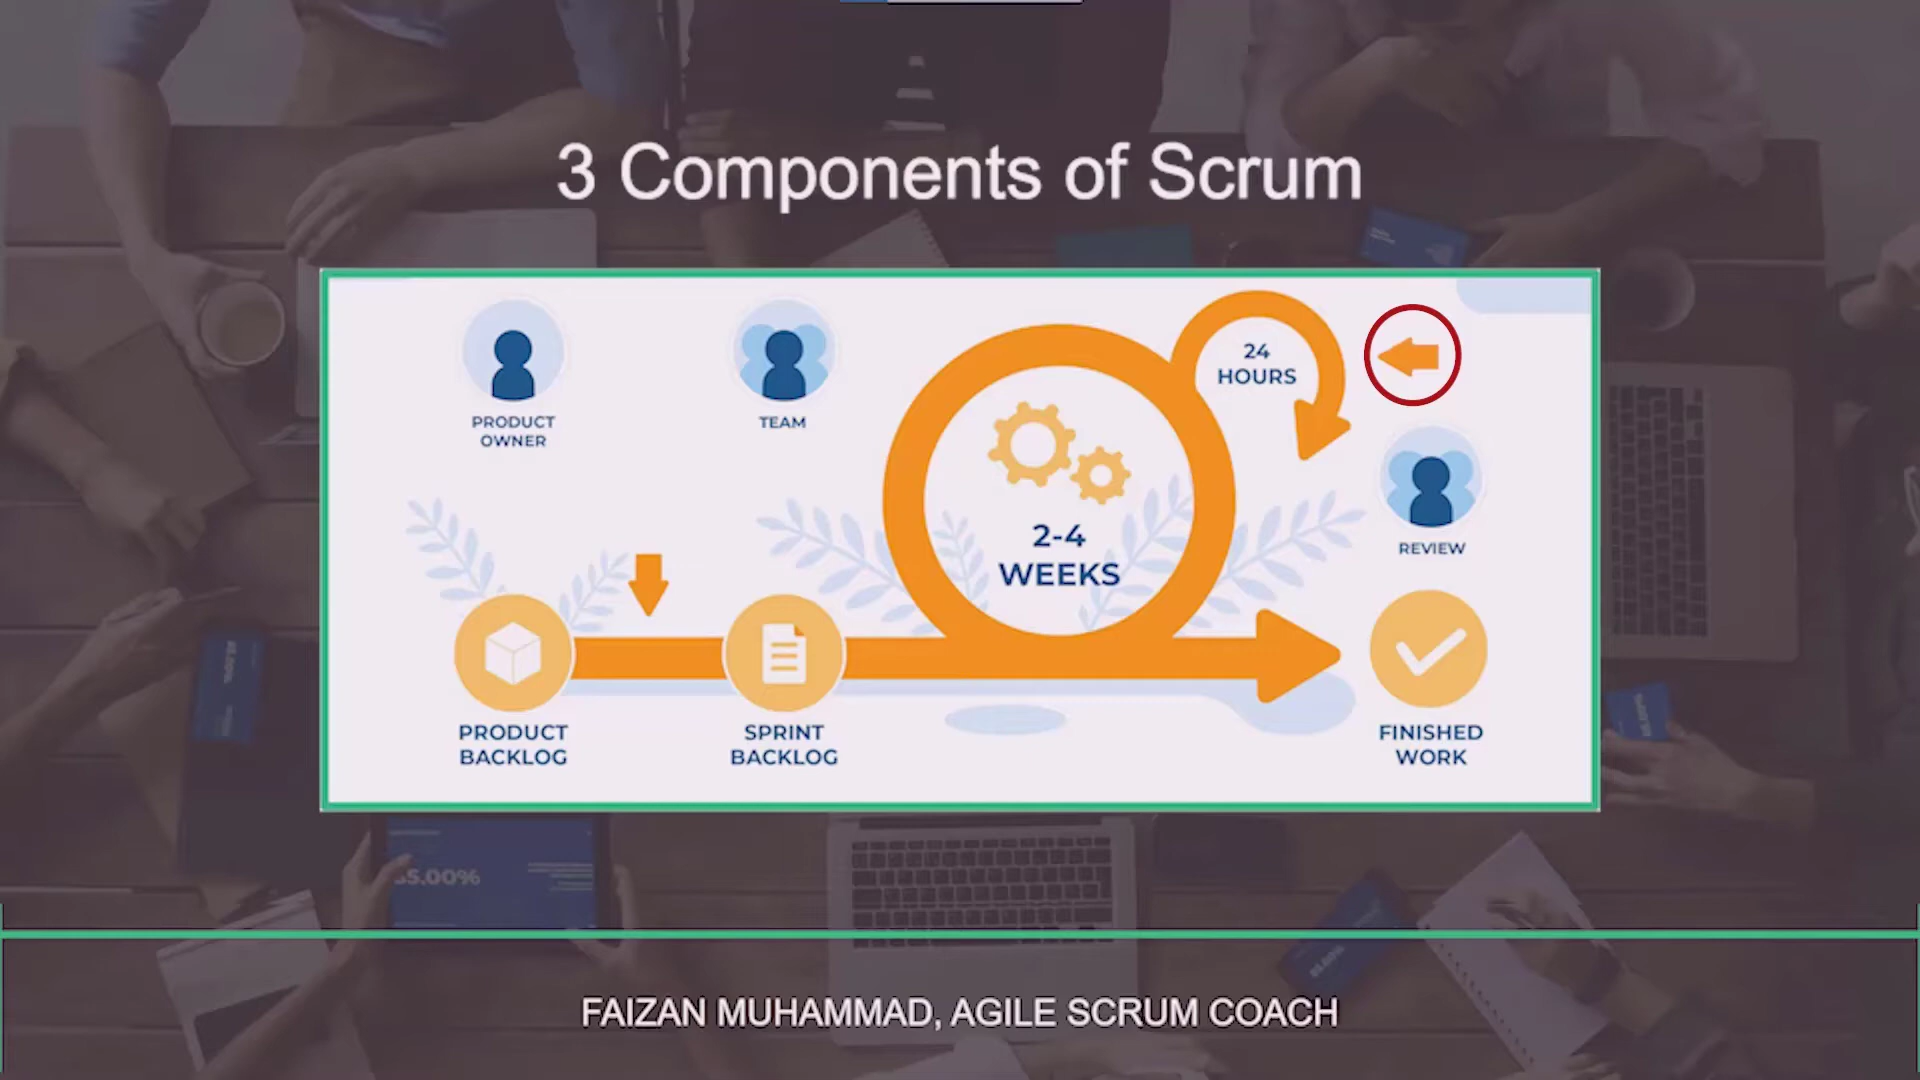 3 Components of Scrum
24
HOURS
PRODUCT
OWNER
TEAM
2-4
WEEKS
REVIEW
PRODUCT
BACKLOG
SPRINT
BACKLOG
FINISHED
WORK
FAIZAN MUHAMMAD, AGILE SCRUM COACH